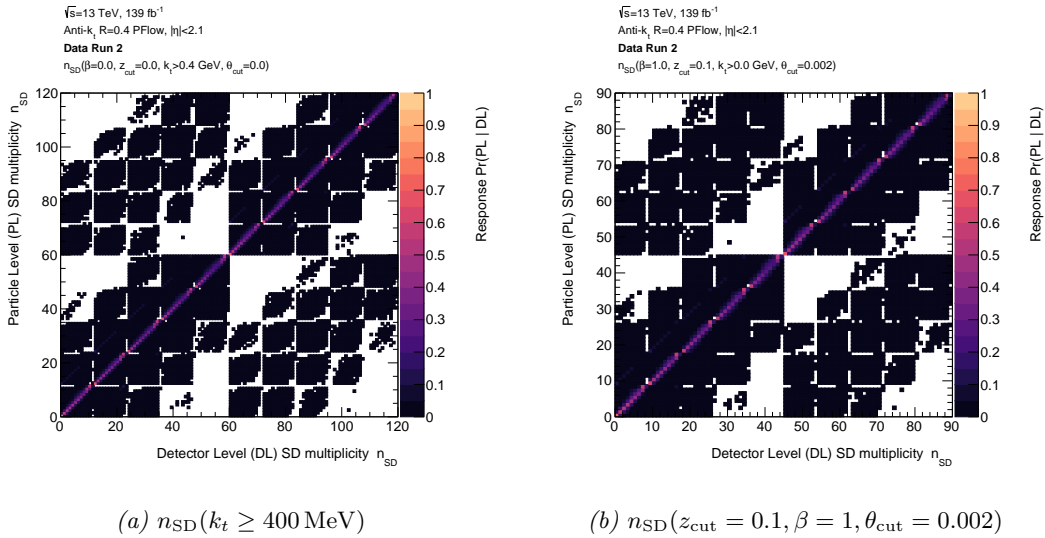 √s=13 TeV, 139 fb⁻¹
Anti-kₜ R=0.4 PFlow, |η|<2.1
Data Run 2
n_SD(β=0.0, z_cut=0.0, kₜ>0.4 GeV, θ_cut=0.0)
Particle Level (PL) SD multiplicity n_SD
120
100
80
60
40
20
0
0 20 40 60 80 100 120
Detector Level (DL) SD multiplicity n_SD
1
0.9
0.8
0.7
0.6
0.5
0.4
0.3
0.2
0.1
0
Response Pr(PL | DL)
(a) n_SD(kₜ ≥ 400 MeV)
√s=13 TeV, 139 fb⁻¹
Anti-kₜ R=0.4 PFlow, |η|<2.1
Data Run 2
n_SD(β=1.0, z_cut=0.1, kₜ>0.0 GeV, θ_cut=0.002)
Particle Level (PL) SD multiplicity n_SD
90
80
70
60
50
40
30
20
10
0
0 10 20 30 40 50 60 70 80 90
Detector Level (DL) SD multiplicity n_SD
1
0.9
0.8
0.7
0.6
0.5
0.4
0.3
0.2
0.1
0
Response Pr(PL | DL)
(b) n_SD(z_cut = 0.1, β = 1, θ_cut = 0.002)